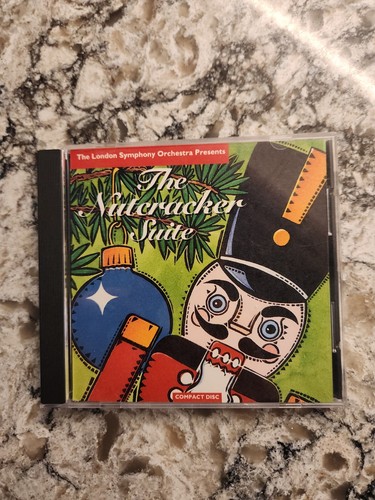 The London Symphony Orchestra Presents
The
Nutcracker
Suite
COMPACT DISC